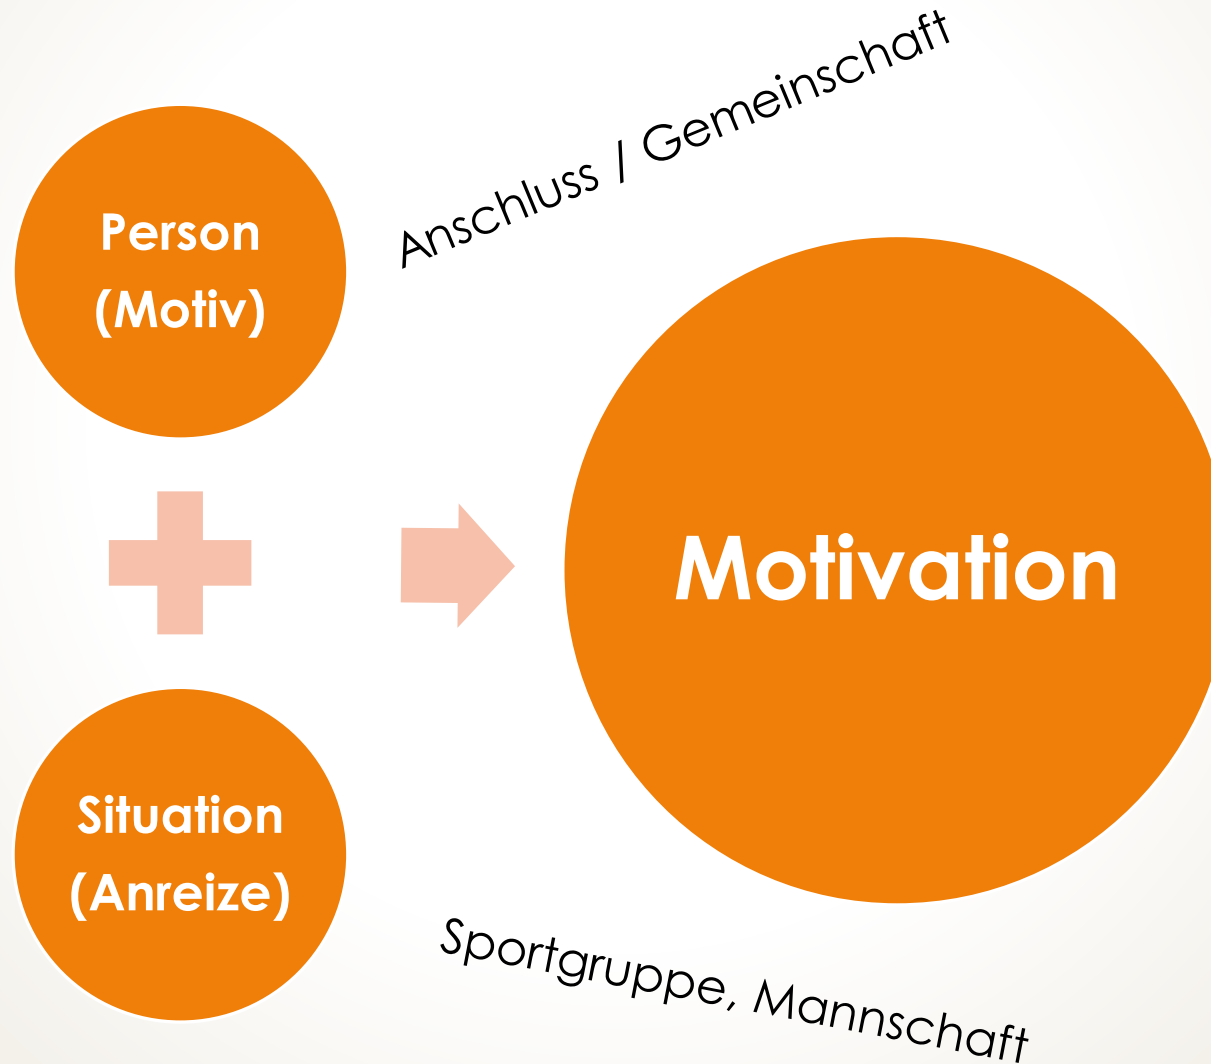 Person
(Motiv)
Anschluss / Gemeinschaft
Motivation
Situation
(Anreize)
Sportgruppe, Mannschaft